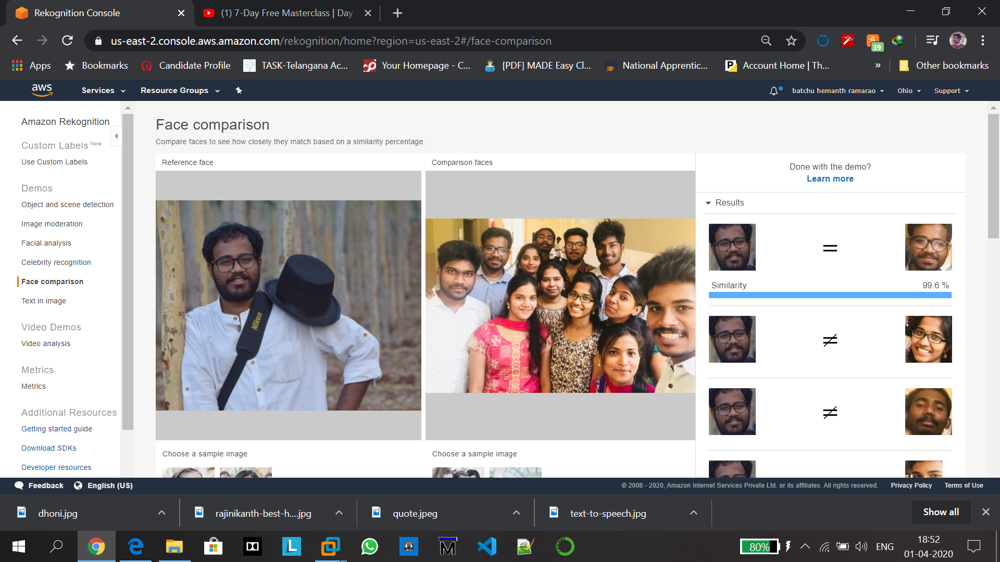 Rekognition Console
(1) 7-Day Free Masterclass | Day
us-east-2.console.aws.amazon.com/rekognition/home?region=us-east-2#/face-comparison
39
Apps
Bookmarks
Candidate Profile
TASK-Telangana Ac...
Your Homepage - C...
[PDF] MADE Easy Cl...
National Apprentic...
Account Home | Th...
»
Other bookmarks
aws
Services
Resource Groups
batchu hemanth ramarao
Ohio
Support
Amazon Rekognition
Custom Labels New
Use Custom Labels
Demos
Object and scene detection
Image moderation
Facial analysis
Celebrity recognition
Face comparison
Text in image
Video Demos
Video analysis
Metrics
Metrics
Additional Resources
Getting started guide
Download SDKs
Developer resources
Face comparison
Compare faces to see how closely they match based on a similarity percentage.
Reference face
Comparison faces
Nikon
Choose a sample image
Choose a sample image
Done with the demo?
Learn more
Results
=
Similarity 99.6 %
≠
≠
Feedback
English (US)
© 2008 - 2020, Amazon Internet Services Private Ltd. or its affiliates. All rights reserved.
Privacy Policy
Terms of Use
dhoni.jpg
rajinikanth-best-h....jpg
quote.jpeg
text-to-speech.jpg
Show all
L
M
80%
ENG
18:52
01-04-2020